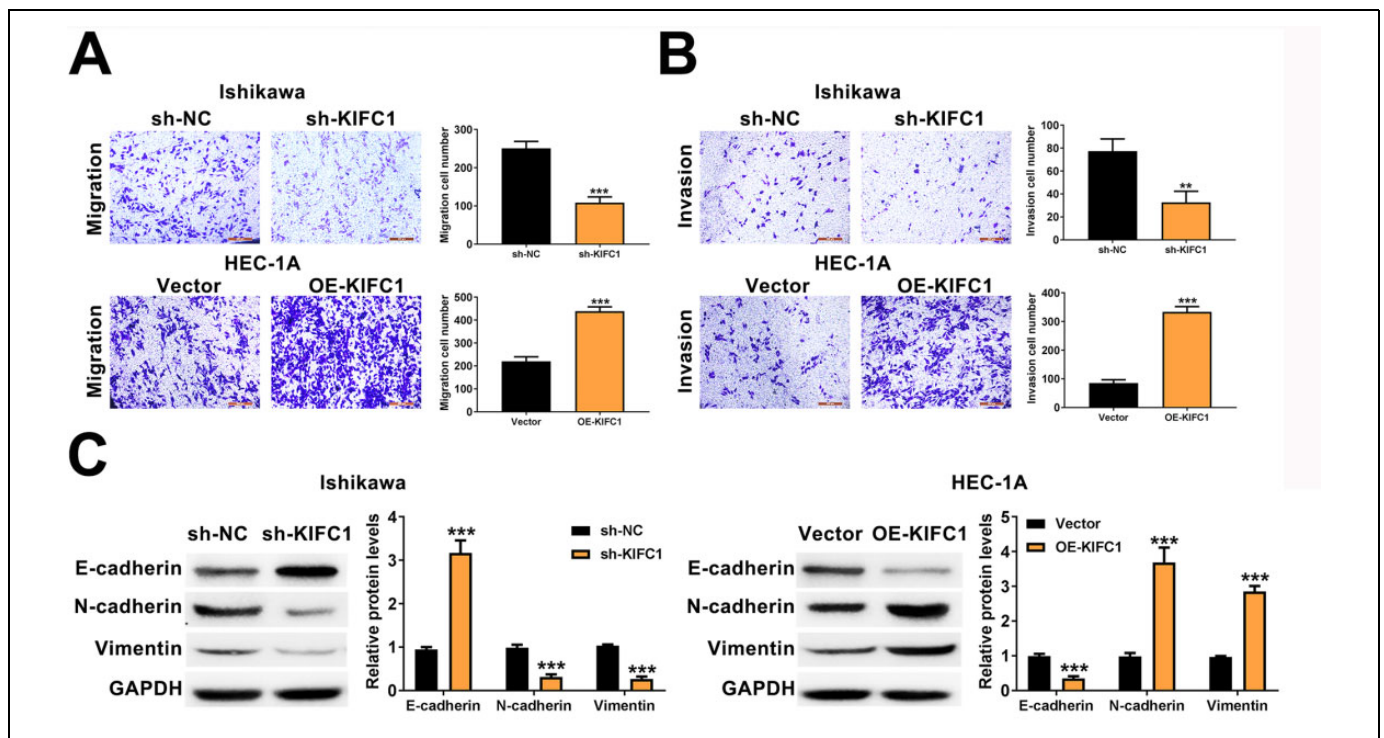 A
Ishikawa
sh-NC sh-KIFC1
Migration
Migration cell number
300
200
100
0
***
sh-NC sh-KIFC1
HEC-1A
Vector OE-KIFC1
Migration
Migration cell number
500
400
300
200
100
0
***
Vector OE-KIFC1
B
Ishikawa
sh-NC sh-KIFC1
Invasion
Invasion cell number
100
80
60
40
20
0
**
sh-NC sh-KIFC1
HEC-1A
Vector OE-KIFC1
Invasion
Invasion cell number
400
300
200
100
0
***
Vector OE-KIFC1
C
Ishikawa
sh-NC sh-KIFC1
E-cadherin
N-cadherin
Vimentin
GAPDH
Relative protein levels
4
3
2
1
0
sh-NC
sh-KIFC1
*** *** ***
E-cadherin N-cadherin Vimentin
HEC-1A
Vector OE-KIFC1
E-cadherin
N-cadherin
Vimentin
GAPDH
Relative protein levels
5
4
3
2
1
0
Vector
OE-KIFC1
*** *** ***
E-cadherin N-cadherin Vimentin